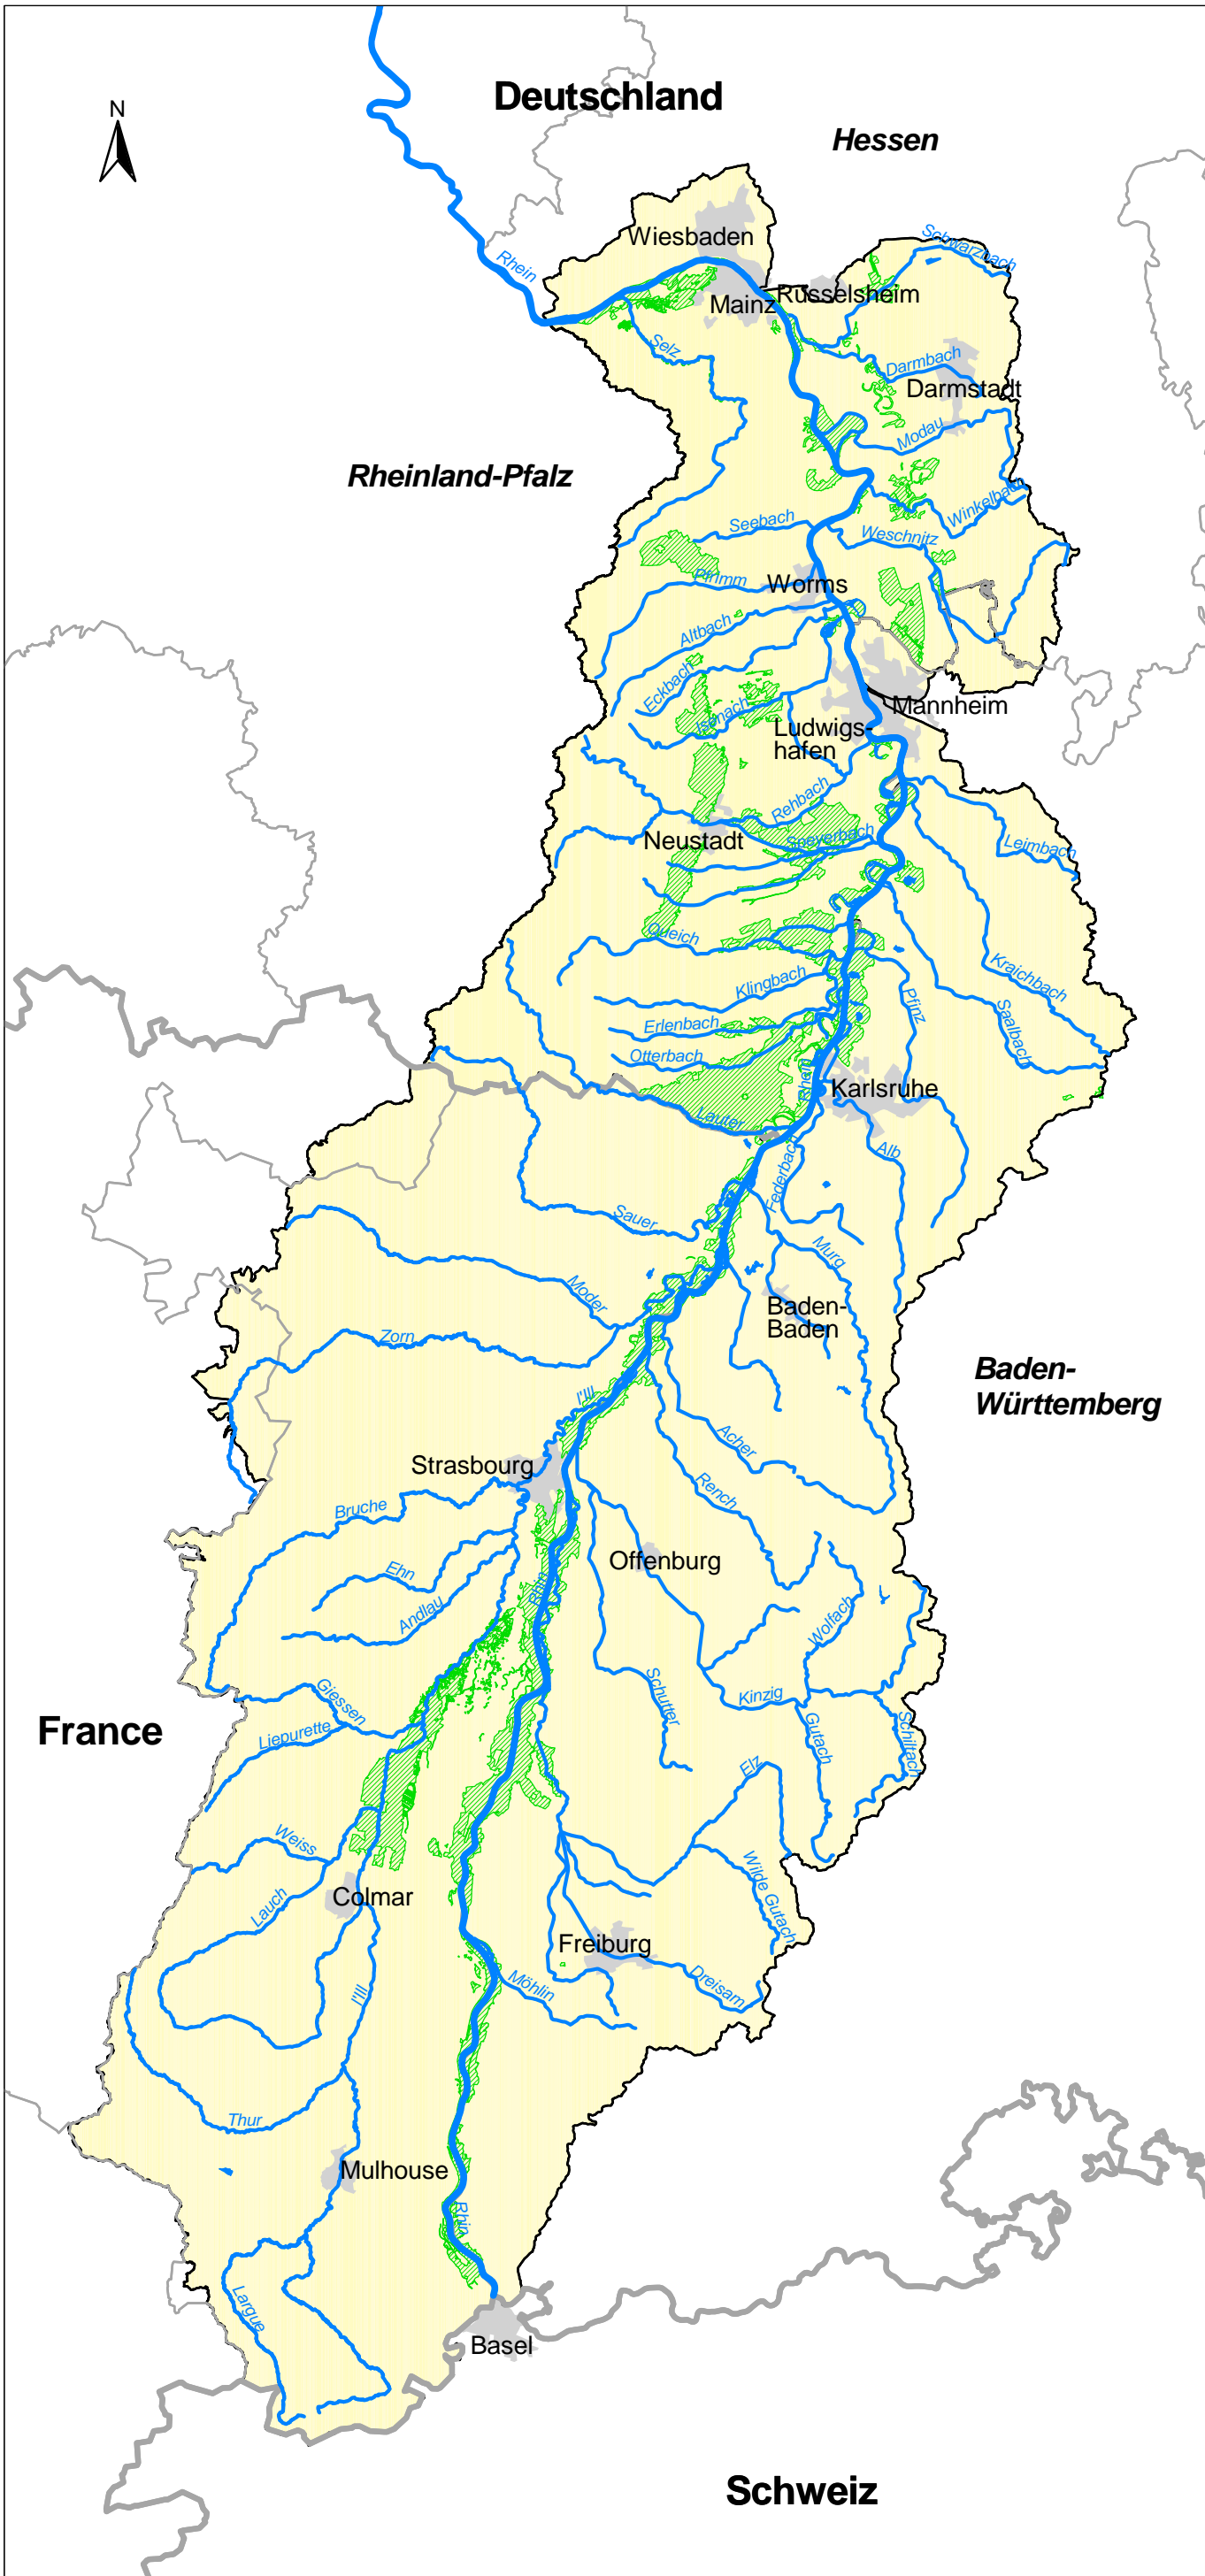 N
Deutschland
Hessen
Schwarzbach
Wiesbaden
Rhein
Rüsselsheim
Mainz
Selz
Darmbach
Darmstadt
Modau
Rheinland-Pfalz
Winkelbach
Seebach
Weschnitz
Pfrimm
Worms
Altbach
Eckbach
Isenach
Mannheim
Ludwigs-
hafen
Rehbach
Speyerbach
Neustadt
Leimbach
Queich
Kraichbach
Klingbach
Pfinz
Saalbach
Erlenbach
Otterbach
Rhein
Karlsruhe
Lauter
Federbach
Alb
Sauer
Murg
Moder
Baden-
Baden
Zorn
Baden-
Württemberg
l'Ill
Acher
Strasbourg
Rench
Bruche
Offenburg
Ehn
Rhin
Andlau
Wolfach
Schutter
Giessen
Kinzig
France
Liepurette
Gutach
Schiltach
Elz
Weiss
Wilde Gutach
Lauch
Colmar
Freiburg
Möhlin
Dreisam
l'Ill
Thur
Mulhouse
Rhin
Largue
Basel
Schweiz